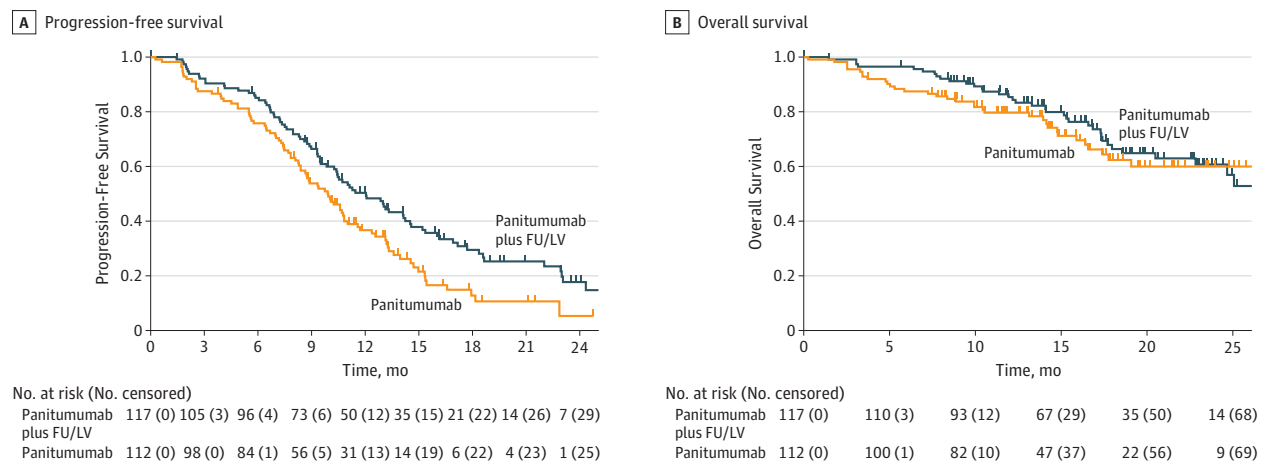 A Progression-free survival
1.0
0.8
0.6
0.4
0.2
0
Progression-Free Survival
Panitumumab
plus FU/LV
Panitumumab
0 3 6 9 12 15 18 21 24
Time, mo
No. at risk (No. censored)
Panitumumab 117 (0) 105 (3) 96 (4) 73 (6) 50 (12) 35 (15) 21 (22) 14 (26) 7 (29)
plus FU/LV
Panitumumab 112 (0) 98 (0) 84 (1) 56 (5) 31 (13) 14 (19) 6 (22) 4 (23) 1 (25)
B Overall survival
1.0
0.8
0.6
0.4
0.2
0
Overall Survival
Panitumumab
plus FU/LV
Panitumumab
0 5 10 15 20 25
Time, mo
No. at risk (No. censored)
Panitumumab 117 (0) 110 (3) 93 (12) 67 (29) 35 (50) 14 (68)
plus FU/LV
Panitumumab 112 (0) 100 (1) 82 (10) 47 (37) 22 (56) 9 (69)